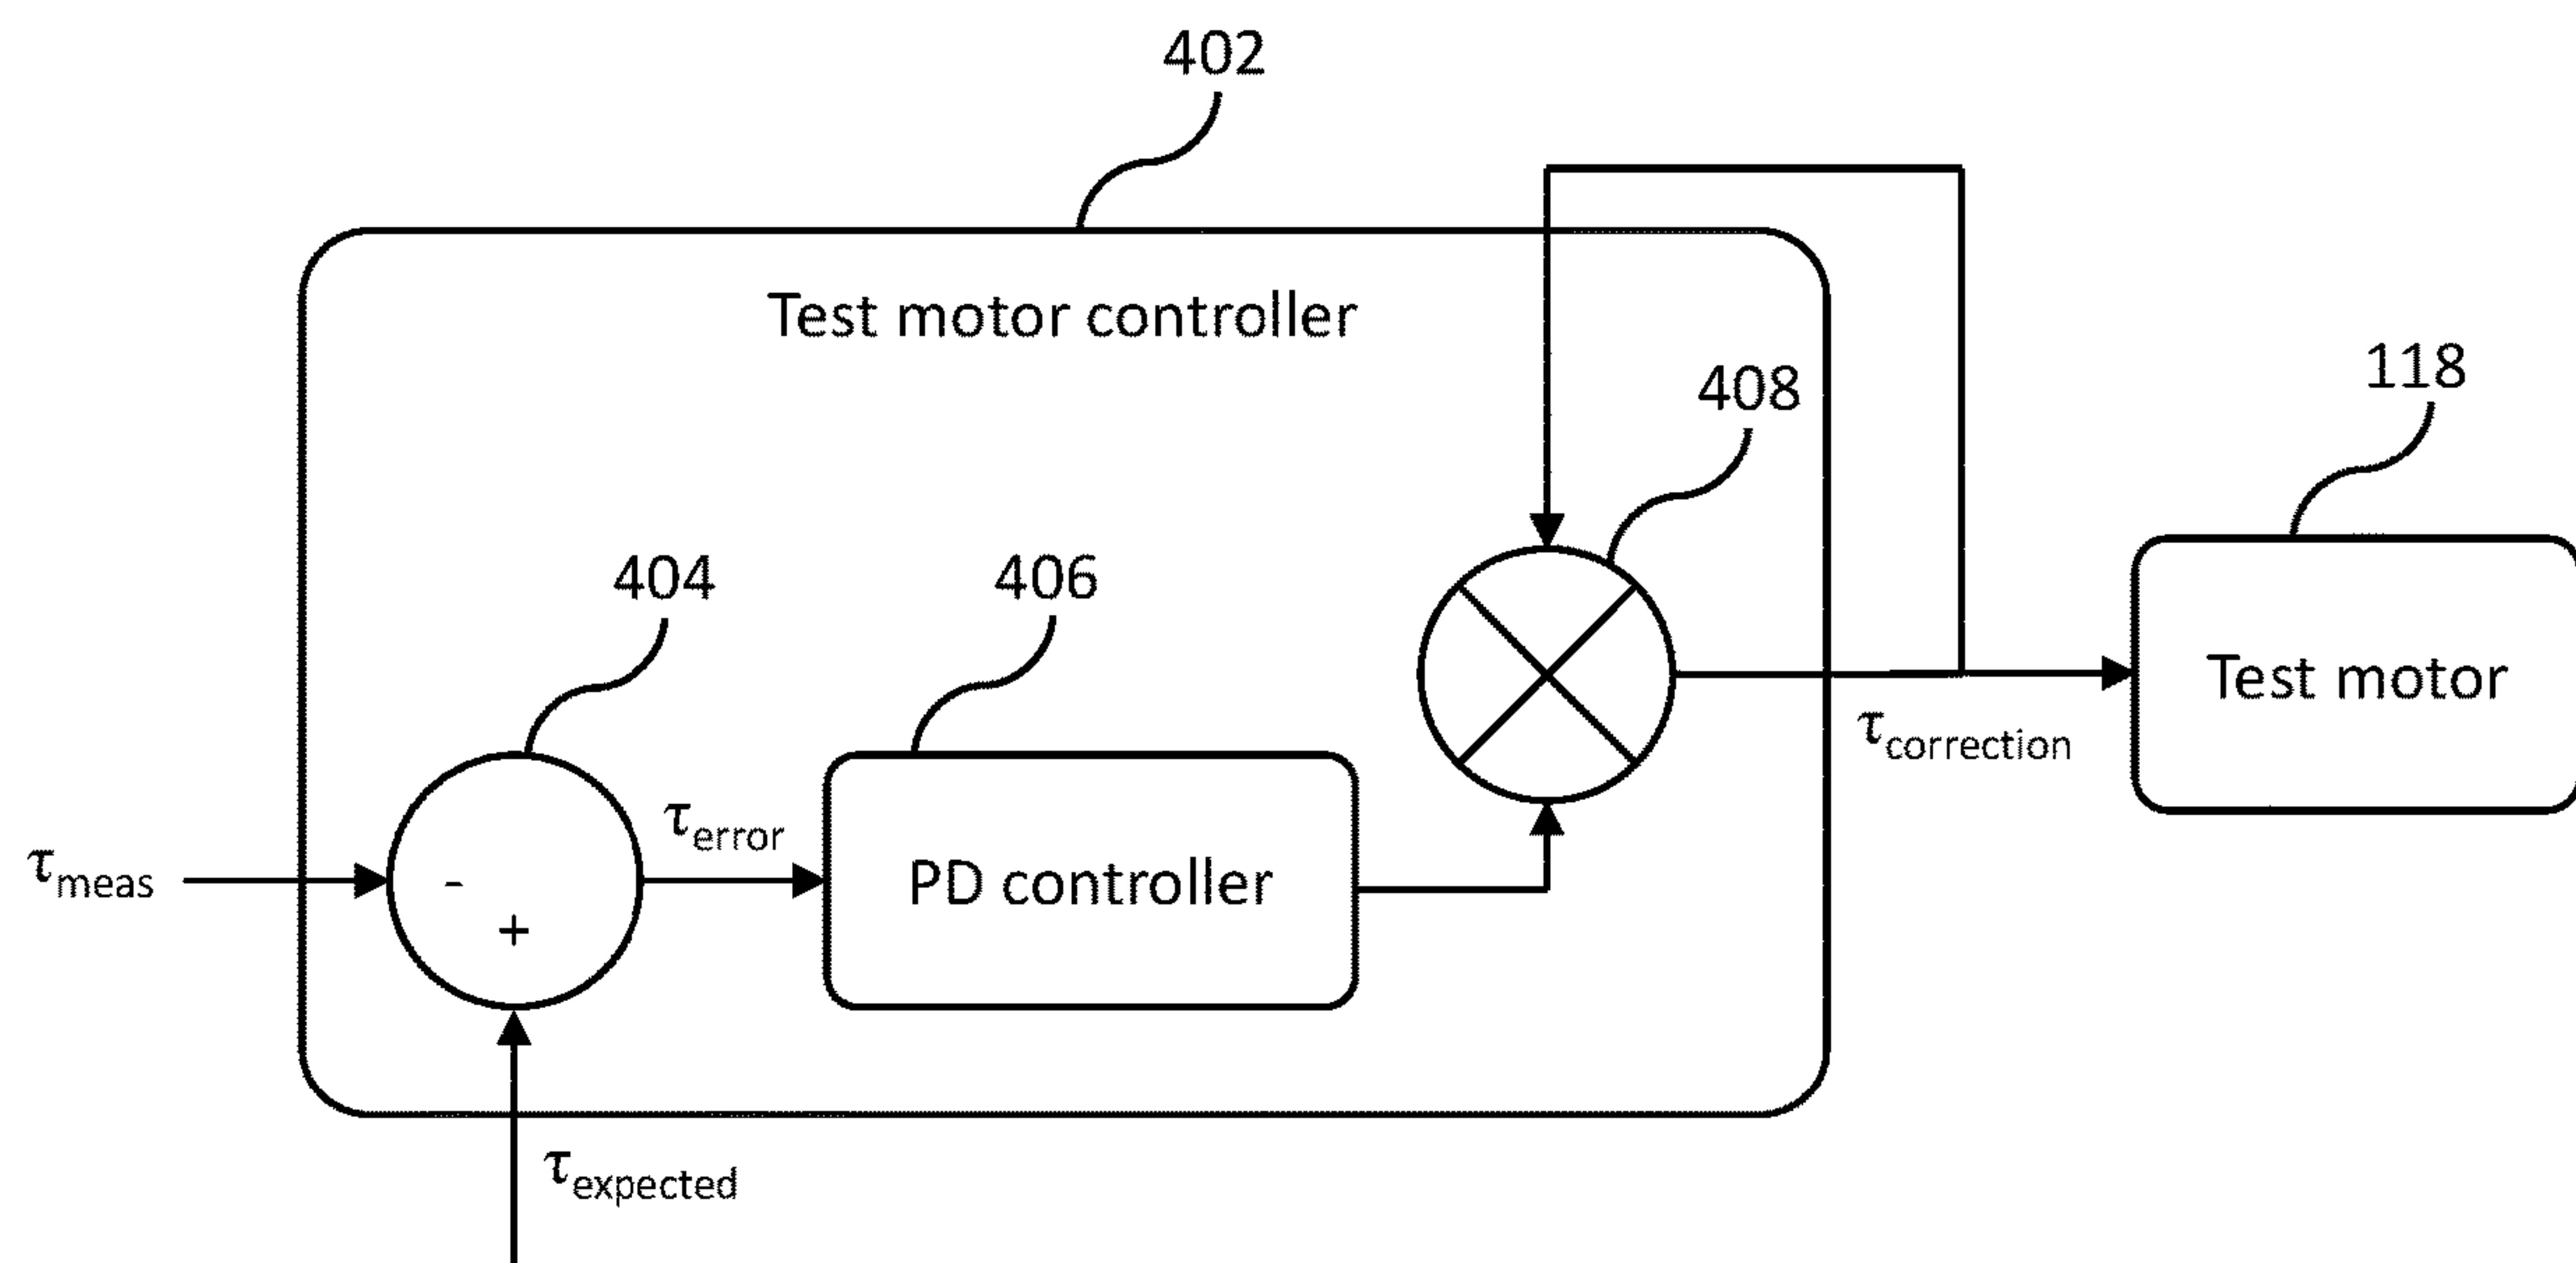 402
Test motor controller
408
118
404
406
Test motor
τcorrection
τerror
τmeas
-
+
PD controller
τexpected